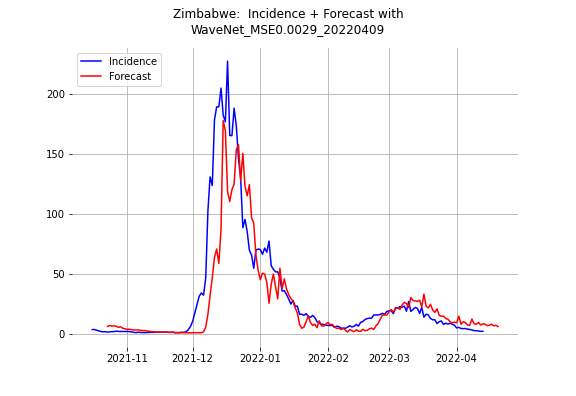 Zimbabwe:  Incidence + Forecast with
WaveNet_MSE0.0029_20220409
Incidence
Forecast
200
150
100
50
0
2021-11
2021-12
2022-01
2022-02
2022-03
2022-04